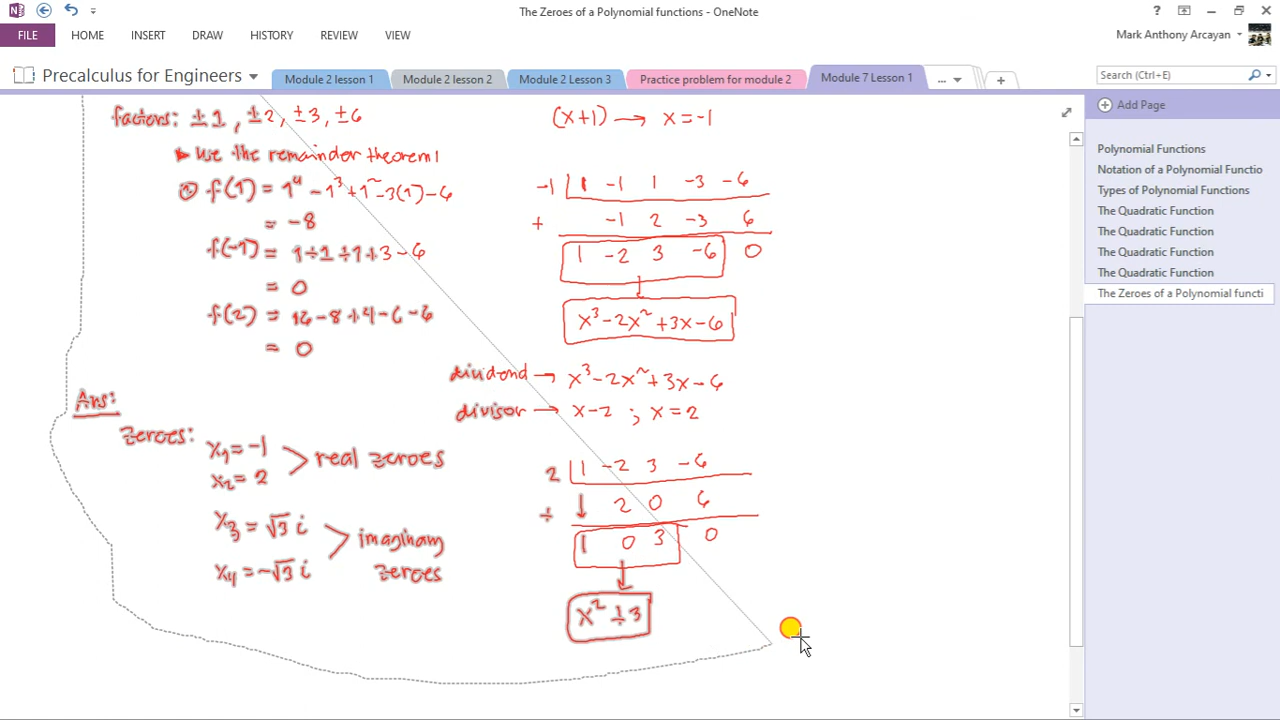 The Zeroes of a Polynomial functions - OneNote
FILE HOME INSERT DRAW HISTORY REVIEW VIEW
Mark Anthony Arcayan
Precalculus for Engineers
Module 2 lesson 1
Module 2 lesson 2
Module 2 Lesson 3
Practice problem for module 2
Module 7 Lesson 1
...
Search (Ctrl+E)
Add Page
Polynomial Functions
Notation of a Polynomial Functio
Types of Polynomial Functions
The Quadratic Function
The Quadratic Function
The Quadratic Function
The Quadratic Function
The Zeroes of a Polynomial functi
factors: ±1, ±2, ±3, ±6
▶ Use the remainder theorem
② f(1) = 1⁴ - 1³ + 1² - 3(1) - 6
= -8
f(-1) = 1 + 1 + 1 + 3 - 6
= 0
f(2) = 16 - 8 + 4 - 6 - 6
= 0
Ans:
Zeroes:
x₁ = -1
x₂ = 2
> real zeroes
x₃ = √3 i
x₄ = -√3 i
> imaginary
zeroes
(x+1) → x = -1
-1 | 1 -1 1 -3 -6
+ -1 2 -3 6
1 -2 3 -6 0
x³ - 2x² + 3x - 6
dividend → x³ - 2x² + 3x - 6
divisor → x - 2 ; x = 2
2 | 1 -2 3 -6
+ ↓ 2 0 6
1 0 3 0
x² + 3